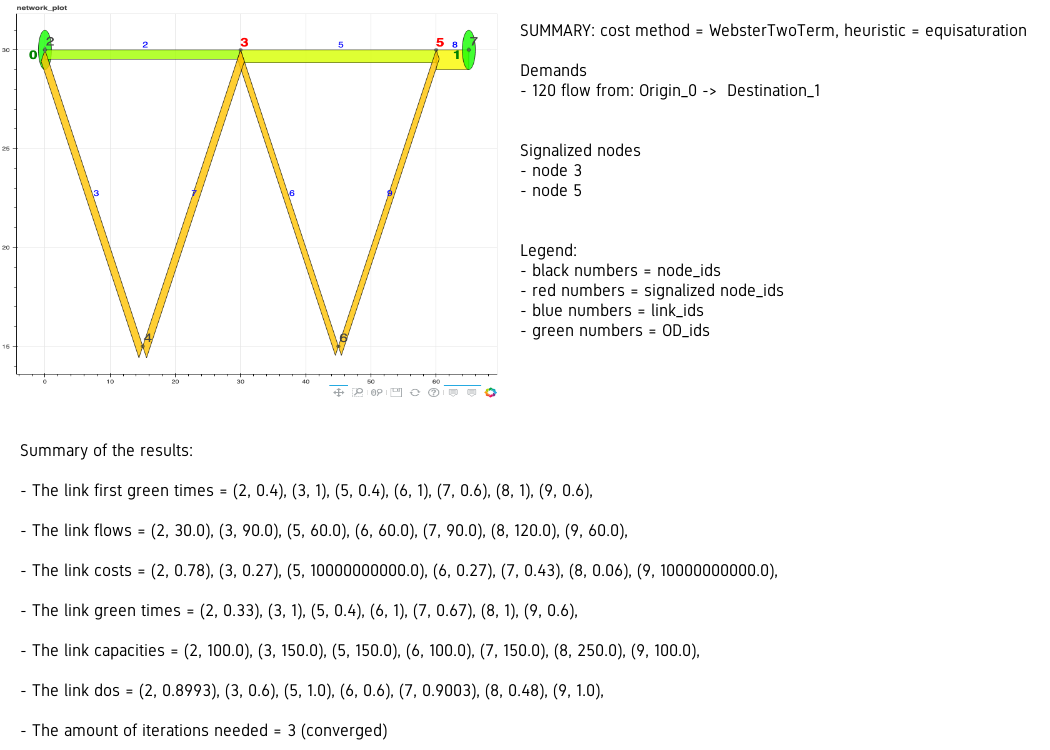 network_plot
SUMMARY: cost method = WebsterTwoTerm, heuristic = equisaturation
Demands
- 120 flow from: Origin_0 -> Destination_1
Signalized nodes
- node 3
- node 5
Legend:
- black numbers = node_ids
- red numbers = signalized node_ids
- blue numbers = link_ids
- green numbers = OD_ids
2 2 3 5 5 8 7
0 1
30
26
3 7 6 9
20
4 6
15
0 10 20 30 40 50 60
Summary of the results:
- The link first green times = (2, 0.4), (3, 1), (5, 0.4), (6, 1), (7, 0.6), (8, 1), (9, 0.6),
- The link flows = (2, 30.0), (3, 90.0), (5, 60.0), (6, 60.0), (7, 90.0), (8, 120.0), (9, 60.0),
- The link costs = (2, 0.78), (3, 0.27), (5, 10000000000.0), (6, 0.27), (7, 0.43), (8, 0.06), (9, 10000000000.0),
- The link green times = (2, 0.33), (3, 1), (5, 0.4), (6, 1), (7, 0.67), (8, 1), (9, 0.6),
- The link capacities = (2, 100.0), (3, 150.0), (5, 150.0), (6, 100.0), (7, 150.0), (8, 250.0), (9, 100.0),
- The link dos = (2, 0.8993), (3, 0.6), (5, 1.0), (6, 0.6), (7, 0.9003), (8, 0.48), (9, 1.0),
- The amount of iterations needed = 3 (converged)